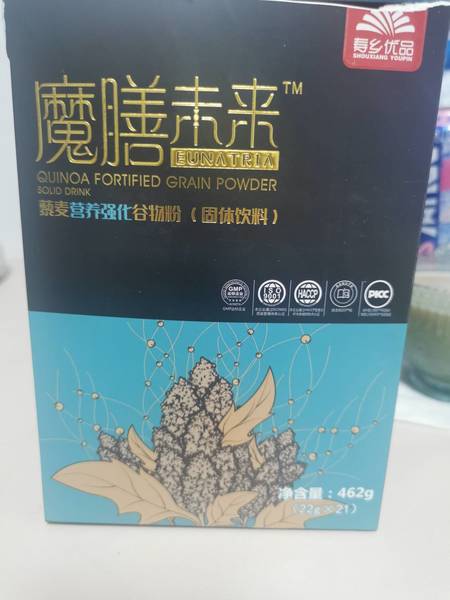 寿乡优品
SHOUXIANG YOUPIN
魔膳未来™
EUNATRIA
QUINOA FORTIFIED GRAIN POWDER
SOLID DRINK
藜麦营养强化谷物粉（固体饮料）
GMP
ISO
9001
HACCP
PICC
净含量：462g
（22g×21）